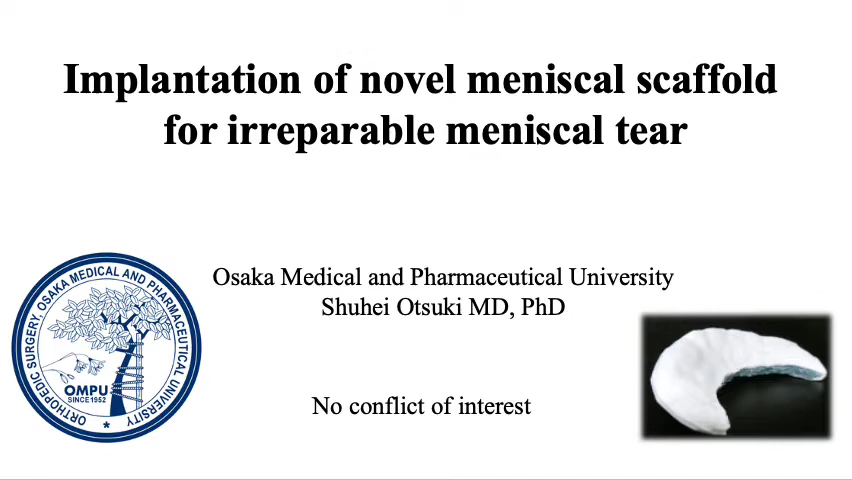 Implantation of novel meniscal scaffold
for irreparable meniscal tear
Osaka Medical and Pharmaceutical University
Shuhei Otsuki MD, PhD
ORTHOPEDIC SURGERY, OSAKA MEDICAL AND PHARMACEUTICAL UNIVERSITY
OMPU
SINCE 1952
No conflict of interest